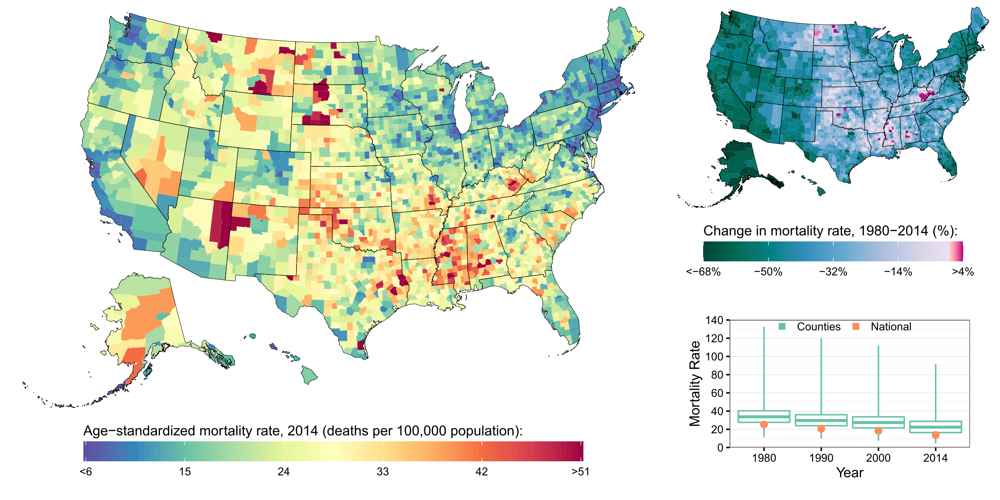 Age−standardized mortality rate, 2014 (deaths per 100,000 population):
<6 15 24 33 42 >51
Change in mortality rate, 1980−2014 (%):
<−68% −50% −32% −14% >4%
Counties National
Mortality Rate
140
120
100
80
60
40
20
0
1980 1990 2000 2014
Year